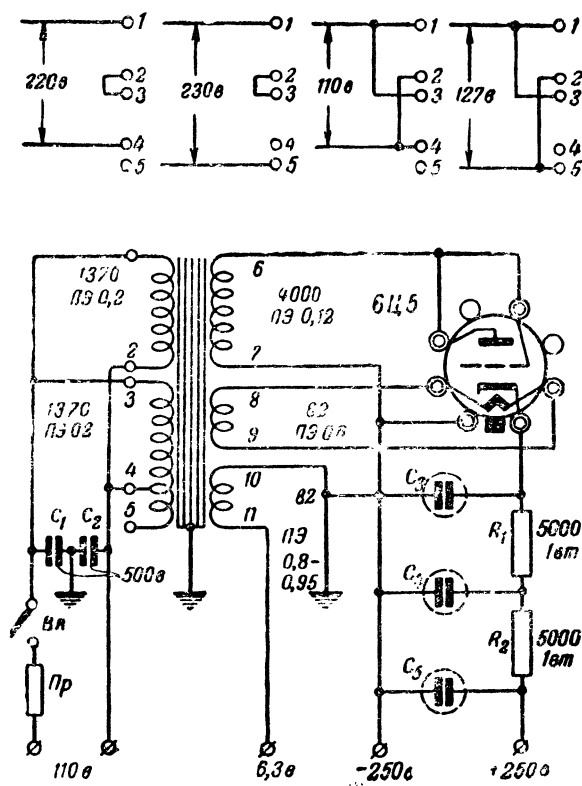 1 1 1 1
220в 2 3 230в 2 3 110в 2 3 127в 2 3
4 4 4 4
5 5 5 5
1370 6
ПЭ 0,2 4000 6Ц5
ПЭ 0,12
2 7
3 8
1370 82
ПЭ 0,2 9 ПЭ 0,8
4 10 82 C3
5 11 ПЭ R1 5000
C1 C2 0,8- 1вт
500в 0,95
Вк C4
R2 5000
Пр C5 1вт
110в 6,3в -250в +250в